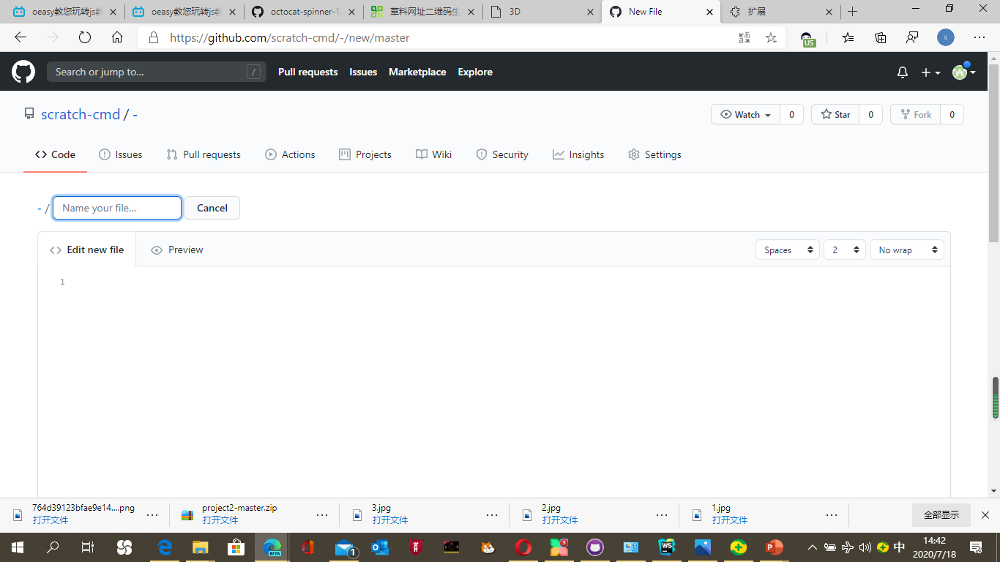 oeasy教您玩转js教
oeasy教您玩转js教
octocat-spinner-12
草料网址二维码生
3D
New File
扩展
https://github.com/scratch-cmd/-/new/master
US
Q
Search or jump to...
/
Pull requests
Issues
Marketplace
Explore
scratch-cmd / -
Watch
0
Star
0
Fork
0
Code
Issues
Pull requests
Actions
Projects
Wiki
Security
Insights
Settings
- /
Name your file...
Cancel
Edit new file
Preview
Spaces
2
No wrap
1
764d39123bfae9e14....png
打开文件
project2-master.zip
打开文件
3.jpg
打开文件
2.jpg
打开文件
1.jpg
打开文件
全部显示
BETA
1
3
WS
中
14:42
2020/7/18